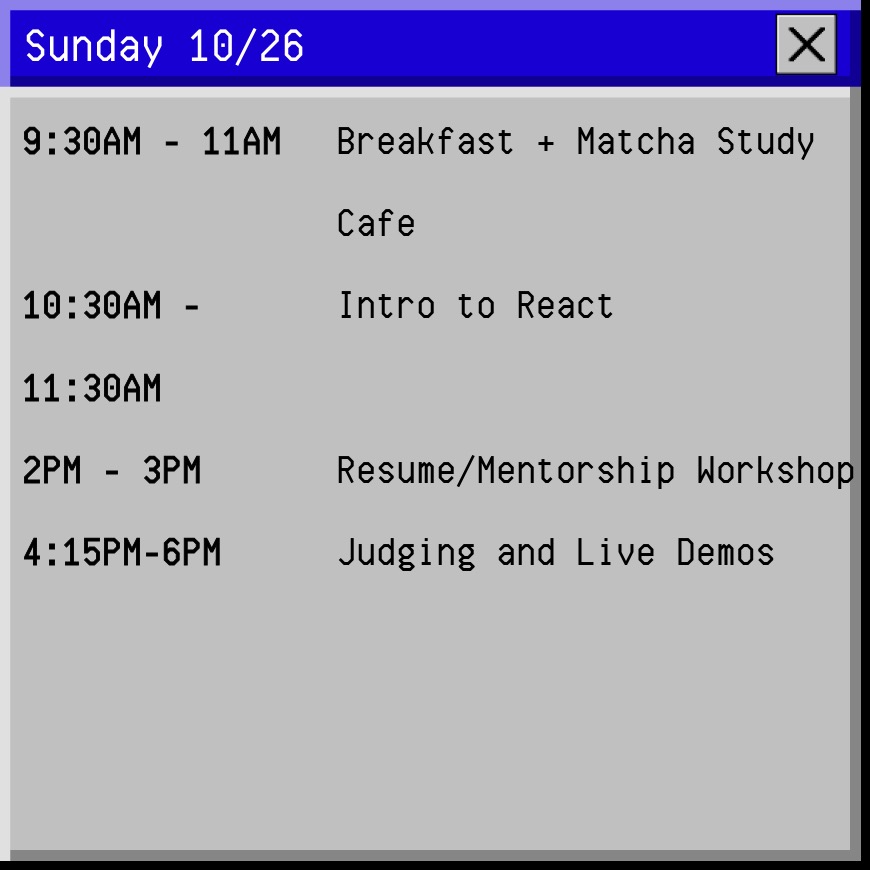 Sunday 10/26
9:30AM - 11AM Breakfast + Matcha Study
Cafe
10:30AM - Intro to React
11:30AM
2PM - 3PM Resume/Mentorship Workshop
4:15PM-6PM Judging and Live Demos